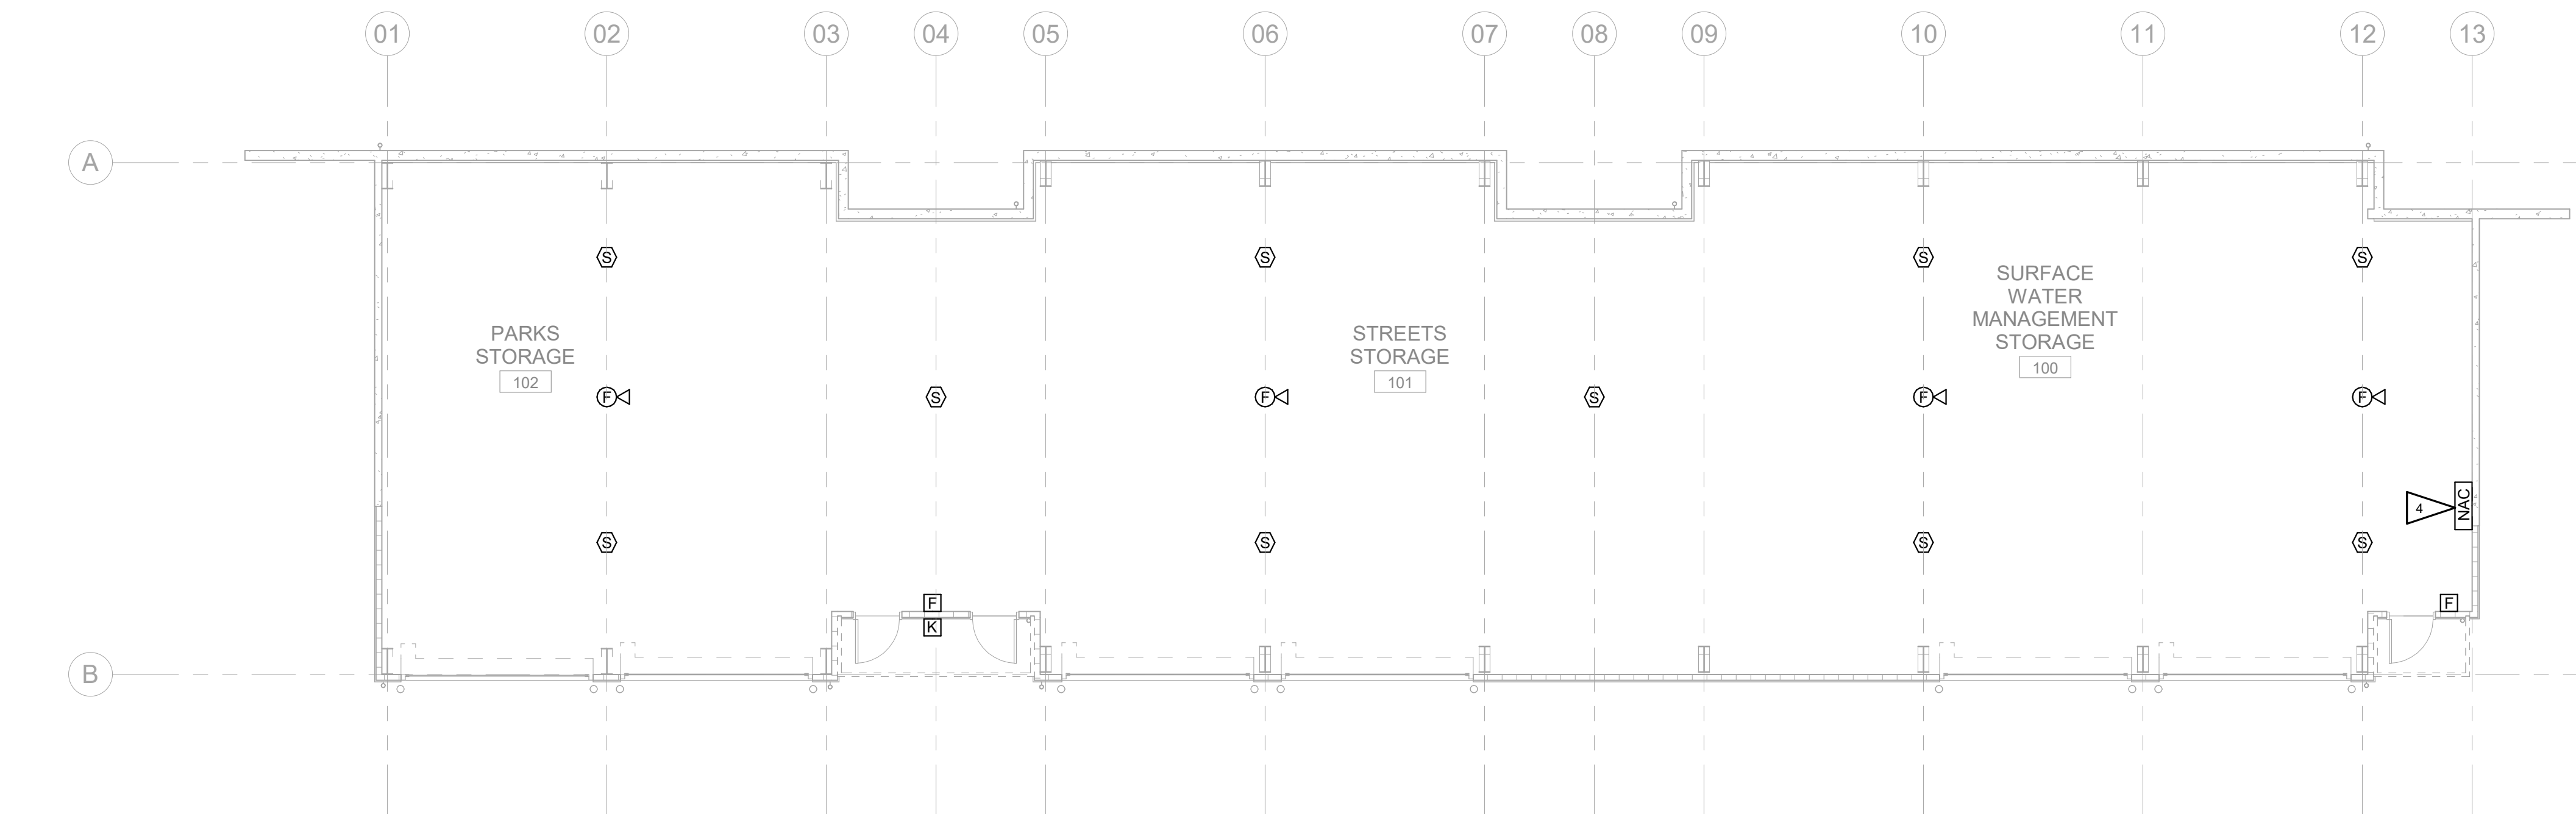 01 02 03 04 05 06 07 08 09 10 11 12 13
A
S S S S
SURFACE
WATER
MANAGEMENT
STORAGE
100
PARKS
STORAGE
102
STREETS
STORAGE
101
F S F S F F
4 NAC
S S S S
F F
K
B